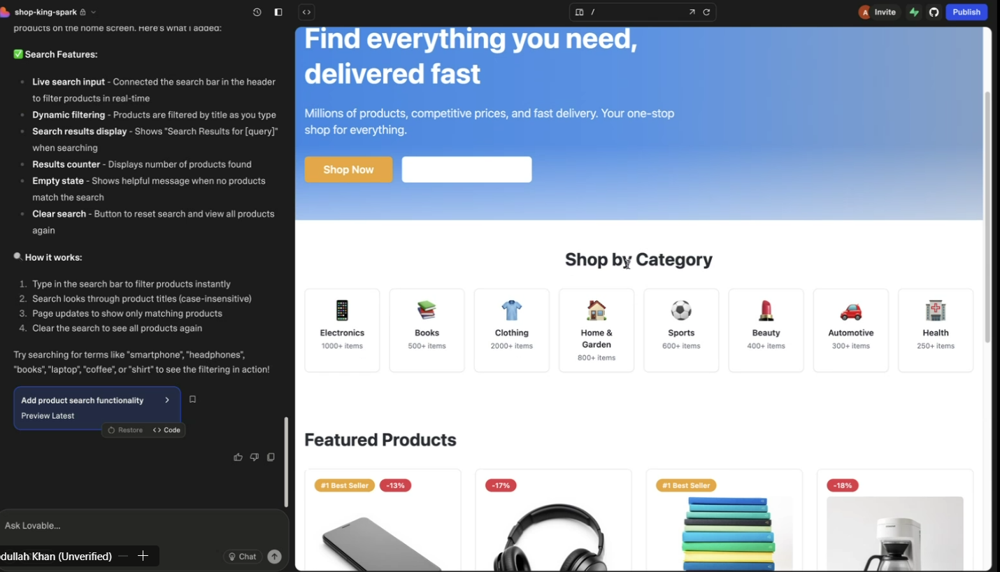 shop-king-spark
products on the home screen. Here's what I added:
✅ Search Features:
Live search input - Connected the search bar in the header
to filter products in real-time
Dynamic filtering - Products are filtered by title as you type
Search results display - Shows "Search Results for [query]"
when searching
Results counter - Displays number of products found
Empty state - Shows helpful message when no products
match the search
Clear search - Button to reset search and view all products
again
🔍 How it works:
1. Type in the search bar to filter products instantly
2. Search looks through product titles (case-insensitive)
3. Page updates to show only matching products
4. Clear the search to see all products again
Try searching for terms like "smartphone", "headphones",
"books", "laptop", "coffee", or "shirt" to see the filtering in action!
Add product search functionality
Preview Latest
Restore
Code
Ask Lovable...
dullah Khan (Unverified)
Chat
/
A
Invite
Publish
Find everything you need,
delivered fast
Millions of products, competitive prices, and fast delivery. Your one-stop
shop for everything.
Shop Now
Shop by Category
Electronics
1000+ items
Books
500+ items
Clothing
2000+ items
Home &
Garden
800+ items
Sports
600+ items
Beauty
400+ items
Automotive
300+ items
Health
250+ items
Featured Products
#1 Best Seller
-13%
-17%
#1 Best Seller
-18%